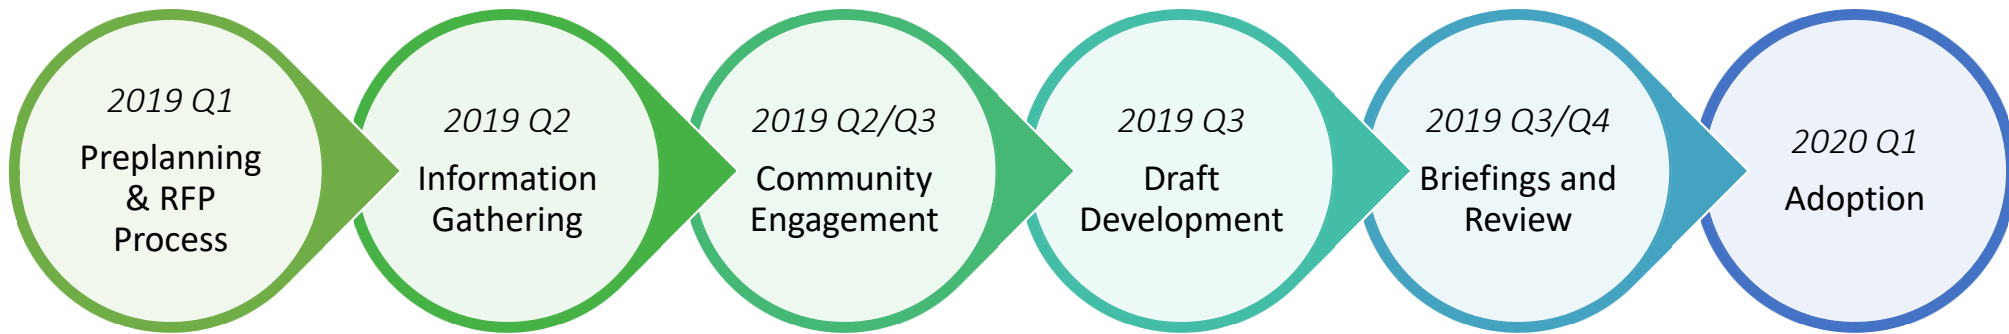 2019 Q1
Preplanning
& RFP
Process
2019 Q2
Information
Gathering
2019 Q2/Q3
Community
Engagement
2019 Q3
Draft
Development
2019 Q3/Q4
Briefings and
Review
2020 Q1
Adoption